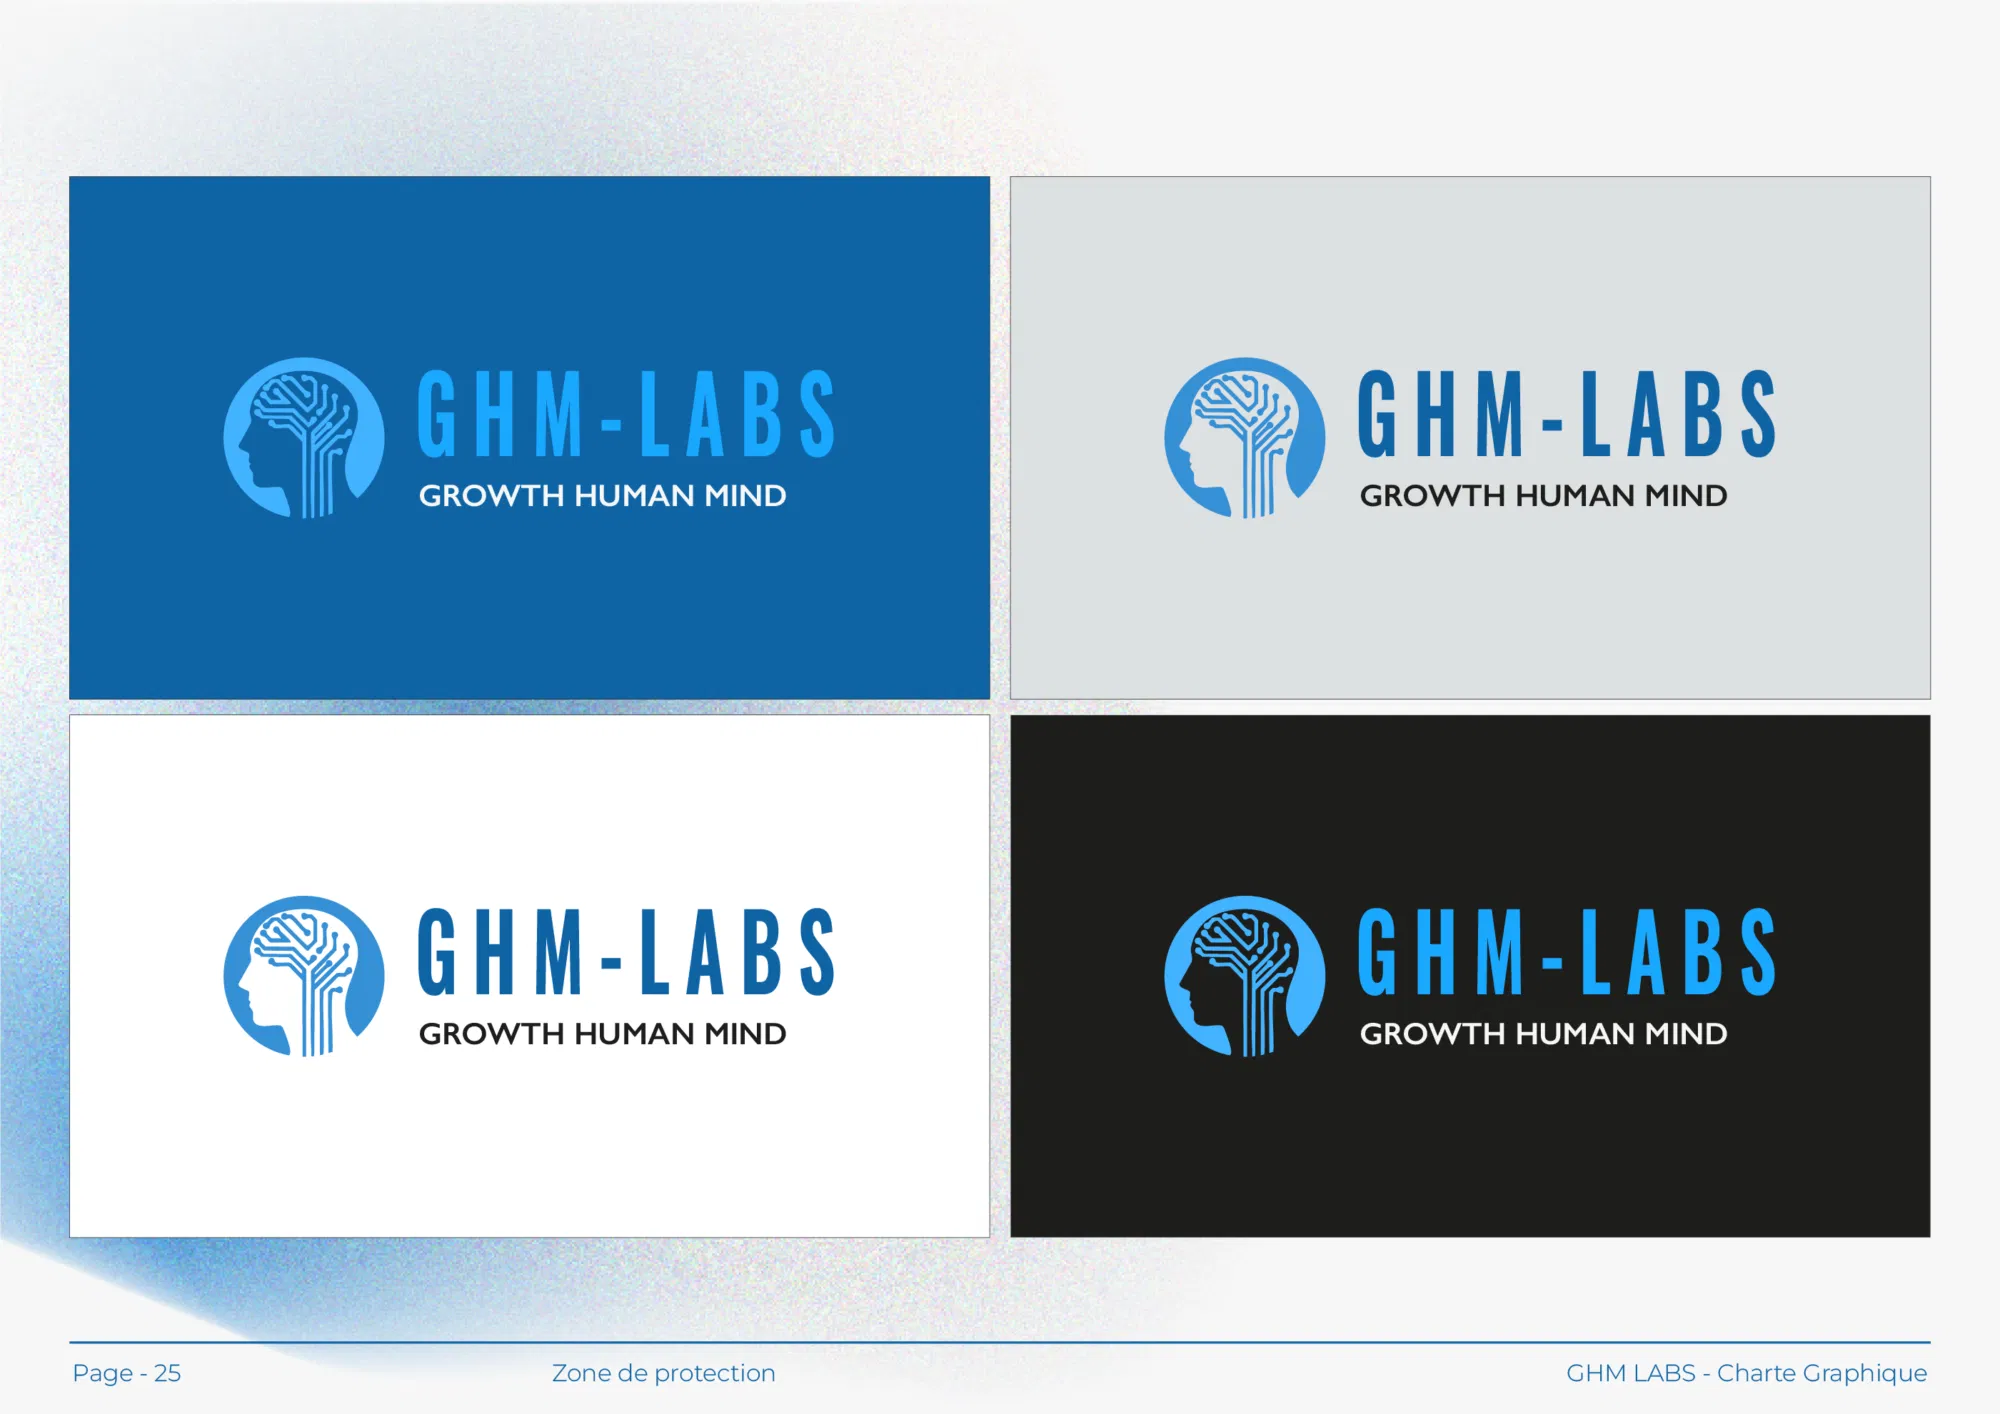 GHM-LABS
GROWTH HUMAN MIND
GHM-LABS
GROWTH HUMAN MIND
GHM-LABS
GROWTH HUMAN MIND
GHM-LABS
GROWTH HUMAN MIND
Page - 25
Zone de protection
GHM LABS - Charte Graphique